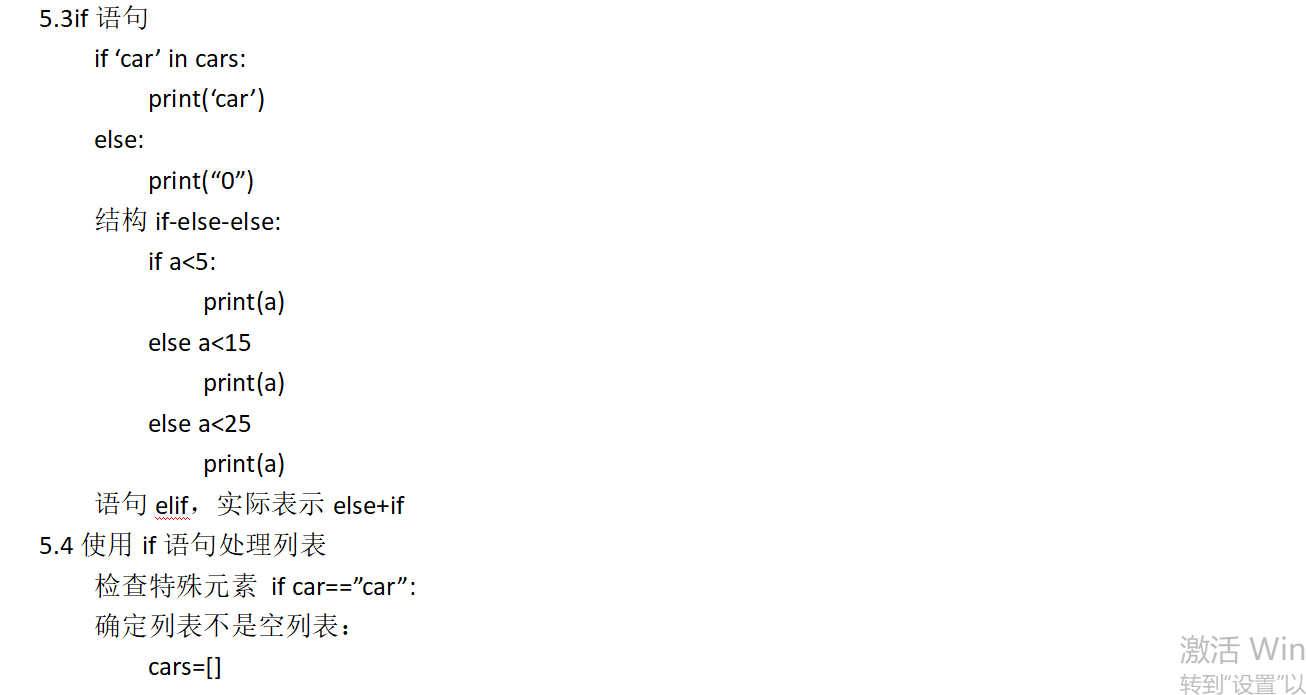 5.3if 语句
if ‘car’ in cars:
print(‘car’)
else:
print(“0”)
结构 if-else-else:
if a<5:
print(a)
else a<15
print(a)
else a<25
print(a)
语句 elif，实际表示 else+if
5.4 使用 if 语句处理列表
检查特殊元素 if car==”car”:
确定列表不是空列表：
cars=[]
激活 Win
转到“设置”以